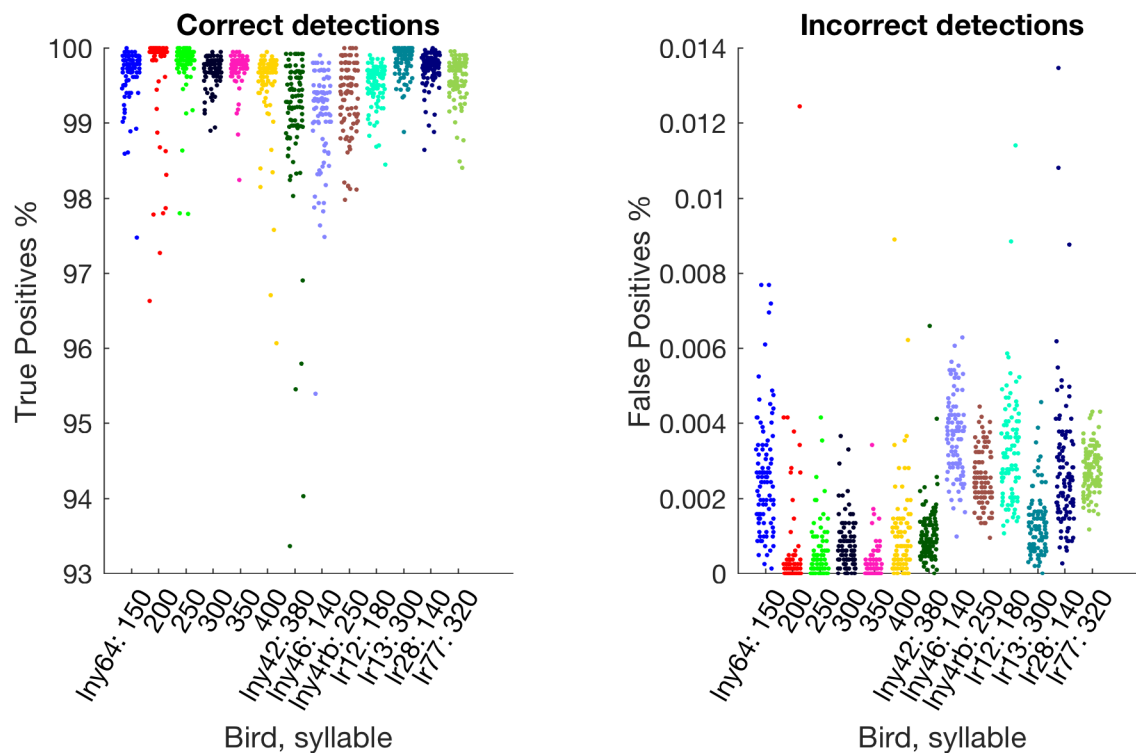 Correct detections
True Positives %
100
99
98
97
96
95
94
93
lny64: 150
200
250
300
350
400
lny42: 380
lny46: 140
lny4rb: 250
lr12: 180
lr13: 300
lr28: 140
lr77: 320
Bird, syllable
Incorrect detections
False Positives %
0.014
0.012
0.01
0.008
0.006
0.004
0.002
0
lny64: 150
200
250
300
350
400
lny42: 380
lny46: 140
lny4rb: 250
lr12: 180
lr13: 300
lr28: 140
lr77: 320
Bird, syllable